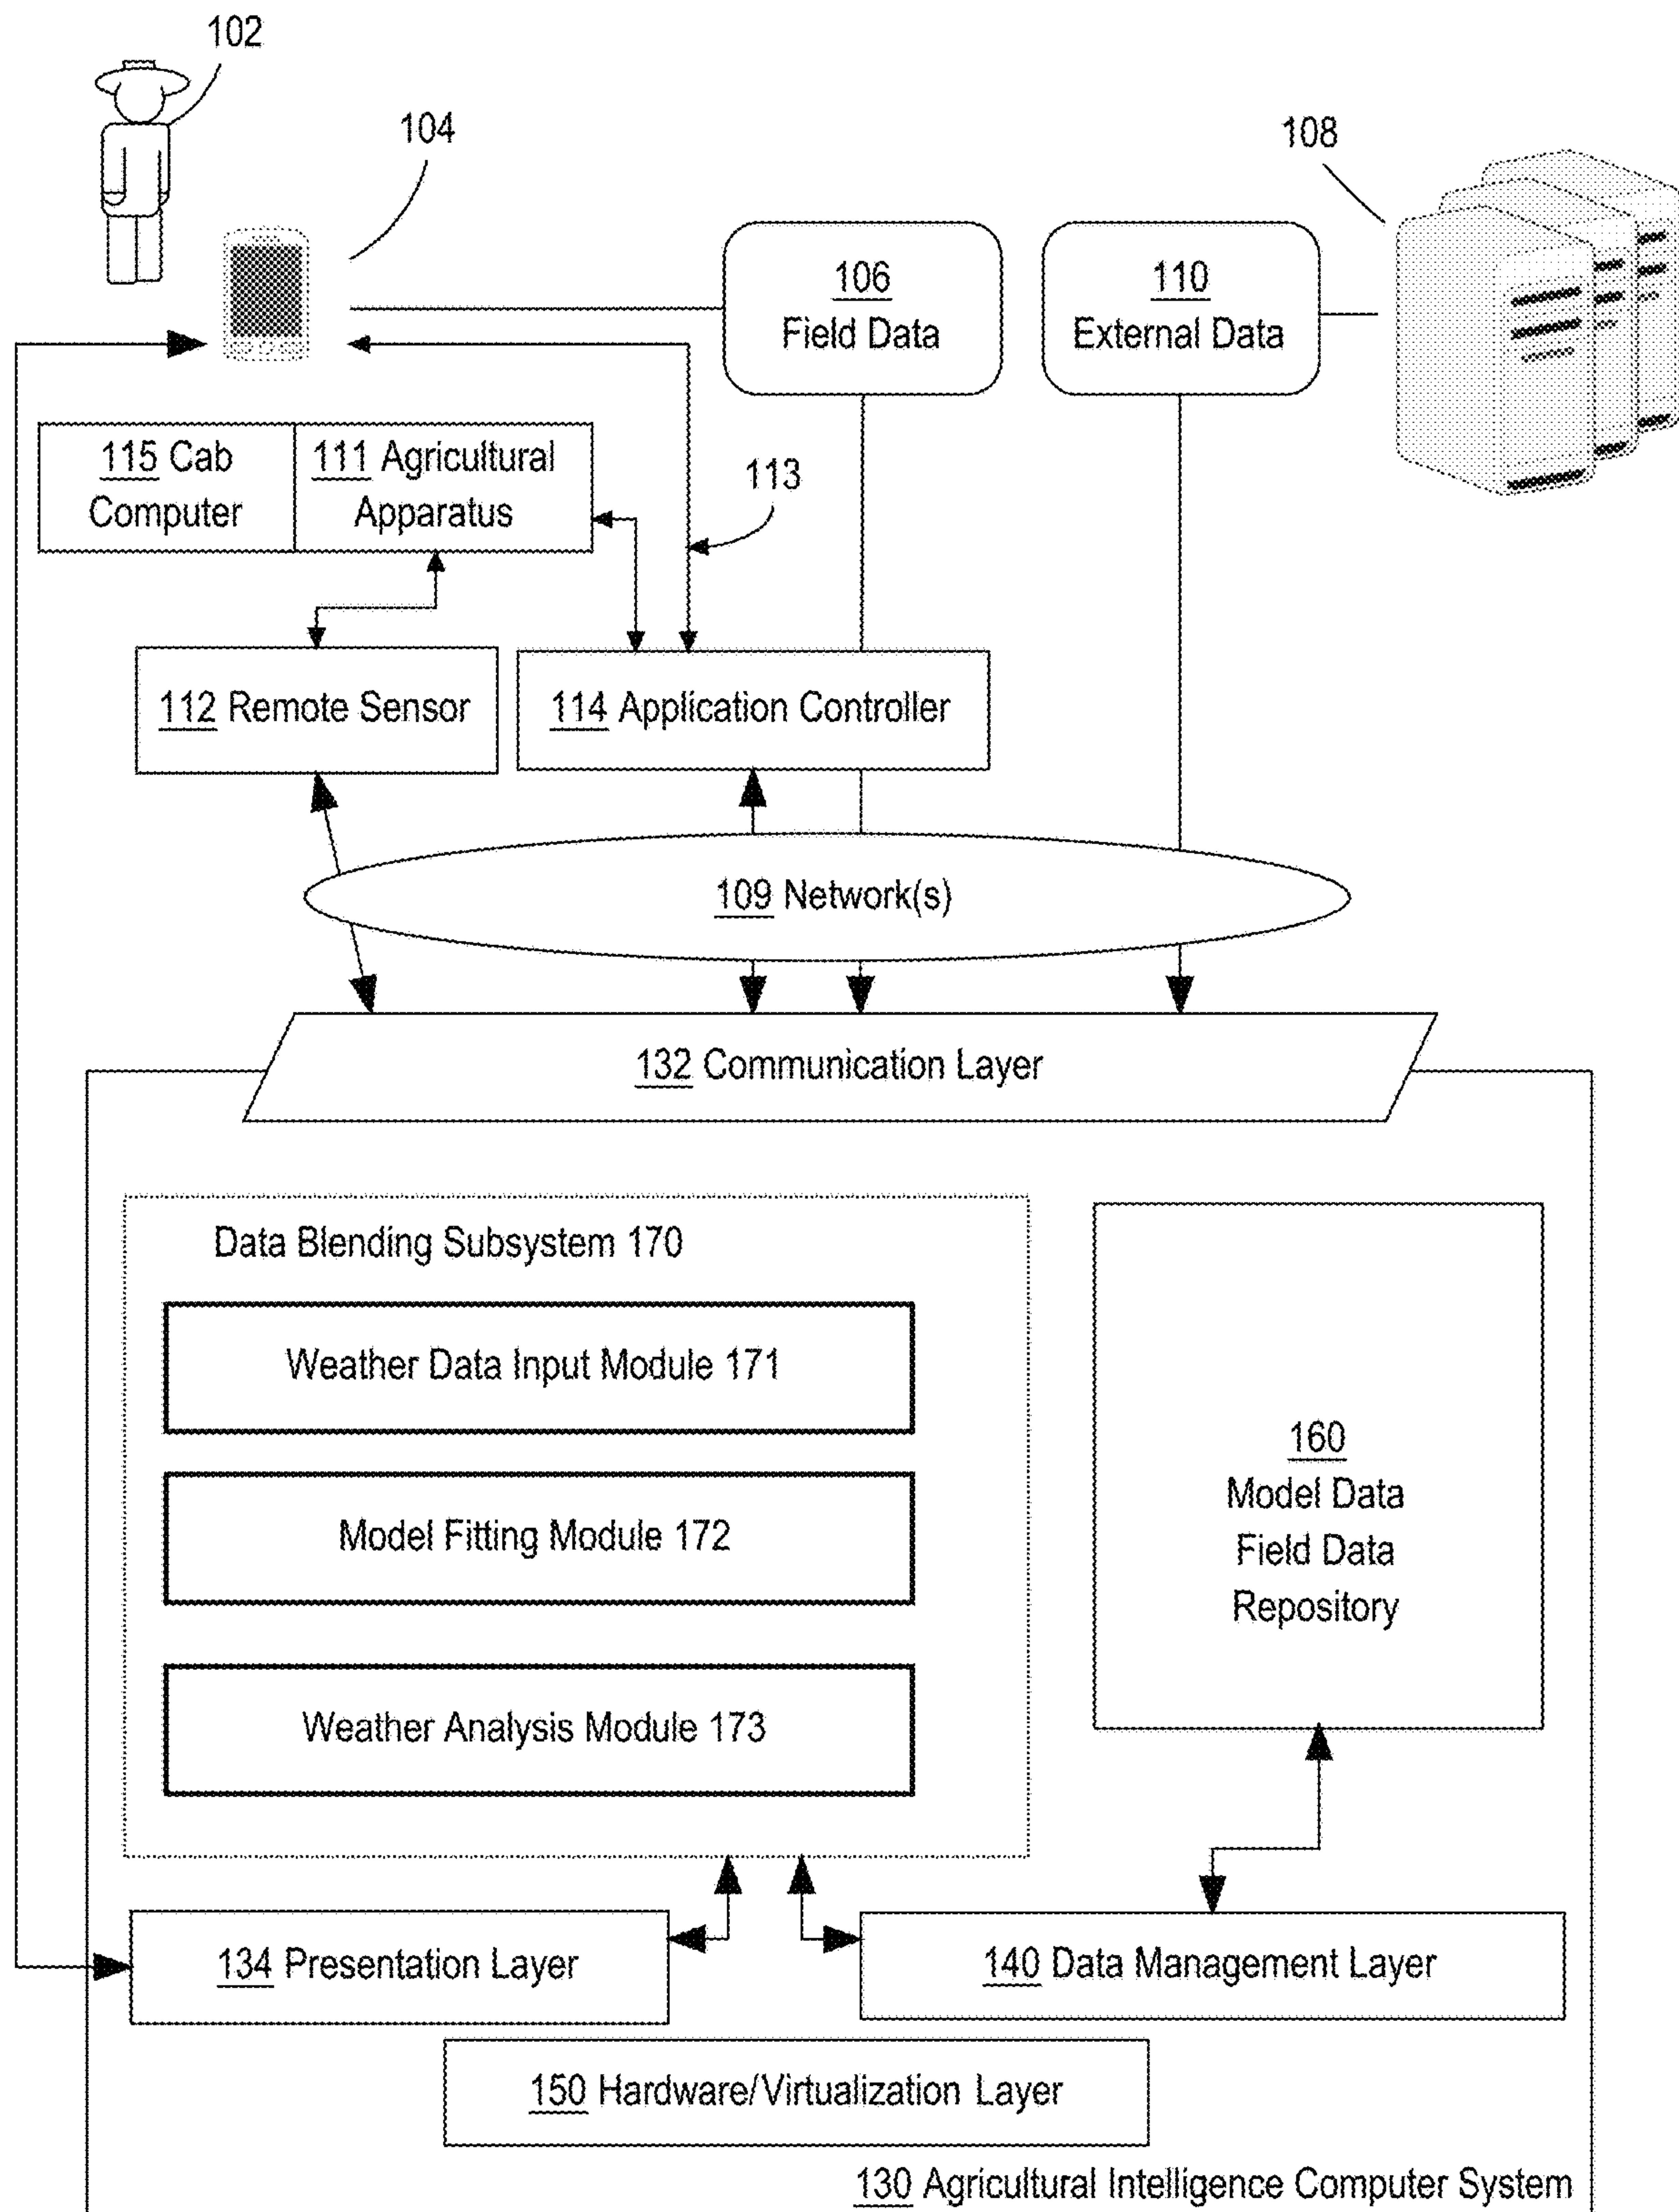 102
104
108
106
Field Data
110
External Data
115 Cab
Computer
111 Agricultural
Apparatus
113
112 Remote Sensor
114 Application Controller
109 Network(s)
132 Communication Layer
Data Blending Subsystem 170
Weather Data Input Module 171
Model Fitting Module 172
Weather Analysis Module 173
160
Model Data
Field Data
Repository
134 Presentation Layer
140 Data Management Layer
150 Hardware/Virtualization Layer
130 Agricultural Intelligence Computer System